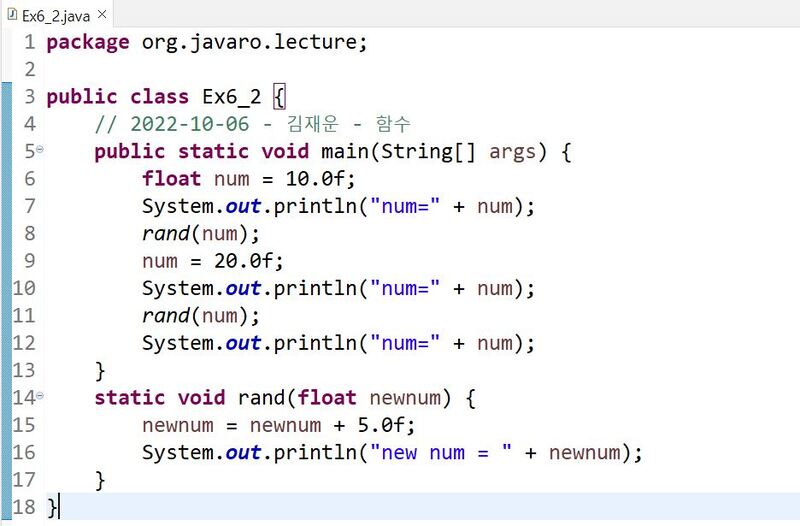 Ex6_2.java
1 package org.javaro.lecture;
2
3 public class Ex6_2 {
4     // 2022-10-06 - 김재운 - 함수
5     public static void main(String[] args) {
6         float num = 10.0f;
7         System.out.println("num=" + num);
8         rand(num);
9         num = 20.0f;
10         System.out.println("num=" + num);
11         rand(num);
12         System.out.println("num=" + num);
13     }
14     static void rand(float newnum) {
15         newnum = newnum + 5.0f;
16         System.out.println("new num = " + newnum);
17     }
18 }